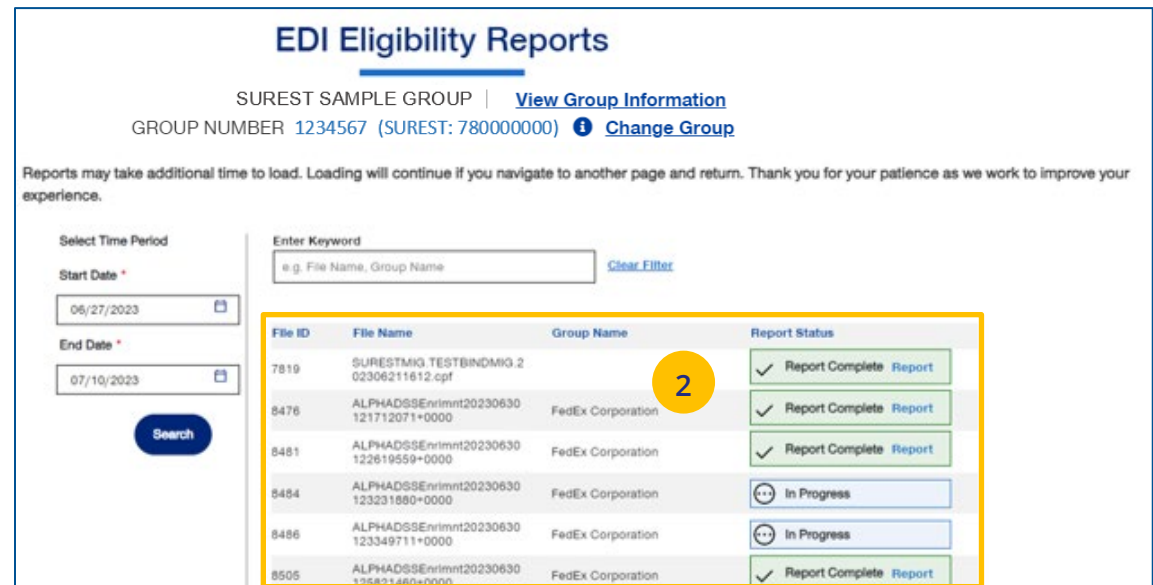 EDI Eligibility Reports
SUREST SAMPLE GROUP | View Group Information
GROUP NUMBER 1234567 (SUREST: 780000000) i Change Group
Reports may take additional time to load. Loading will continue if you navigate to another page and return. Thank you for your patience as we work to improve your
experience.
Select Time Period
Start Date *
06/27/2023
End Date *
07/10/2023
Search
Enter Keyword
e.g. File Name, Group Name
Clear Filter
File ID File Name Group Name Report Status
7819 SURESTMIG.TESTBINDMIG.2
02306211612.cpf
Report Complete Report
2
8476 ALPHADSSEnrlmnt20230630
121712071+0000
FedEx Corporation
Report Complete Report
8481 ALPHADSSEnrlmnt20230630
122619559+0000
FedEx Corporation
Report Complete Report
8484 ALPHADSSEnrlmnt20230630
123231880+0000
FedEx Corporation
In Progress
8486 ALPHADSSEnrlmnt20230630
123349711+0000
FedEx Corporation
In Progress
8505 ALPHADSSEnrlmnt20230630
125821460+0000
FedEx Corporation
Report Complete Report